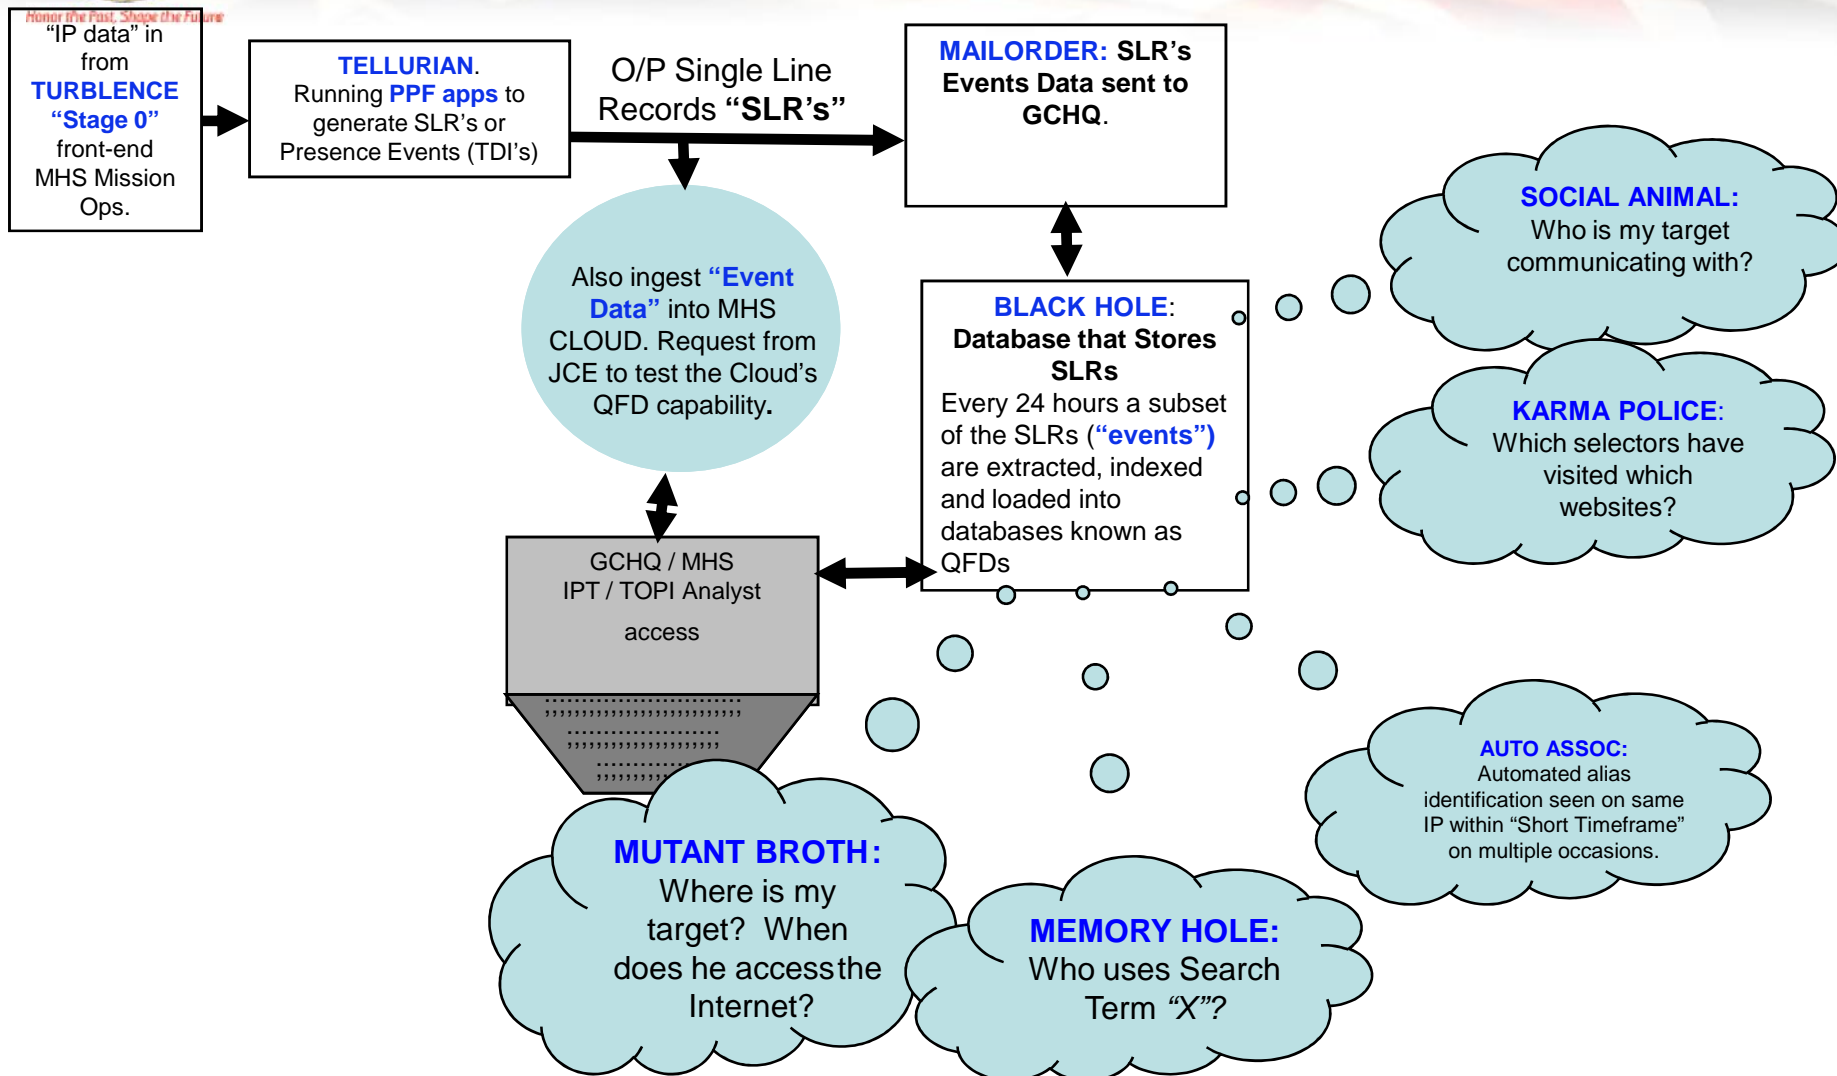 Honor the Past, Shape the Future
“IP data” in
from
TURBLENCE
“Stage 0”
front-end
MHS Mission
Ops.
TELLURIAN.
Running PPF apps to
generate SLR's or
Presence Events (TDI's)
O/P Single Line
Records “SLR’s”
MAILORDER: SLR’s
Events Data sent to
GCHQ.
Also ingest “Event
Data” into MHS
CLOUD. Request from
JCE to test the Cloud’s
QFD capability.
BLACK HOLE:
Database that Stores
SLRs
Every 24 hours a subset
of the SLRs (“events”)
are extracted, indexed
and loaded into
databases known as
QFDs
GCHQ / MHS
IPT / TOPI Analyst
access
SOCIAL ANIMAL:
Who is my target
communicating with?
KARMA POLICE:
Which selectors have
visited which
websites?
AUTO ASSOC:
Automated alias
identification seen on same
IP within “Short Timeframe”
on multiple occasions.
MUTANT BROTH:
Where is my
target?  When
does he access the
Internet?
MEMORY HOLE:
Who uses Search
Term “X”?